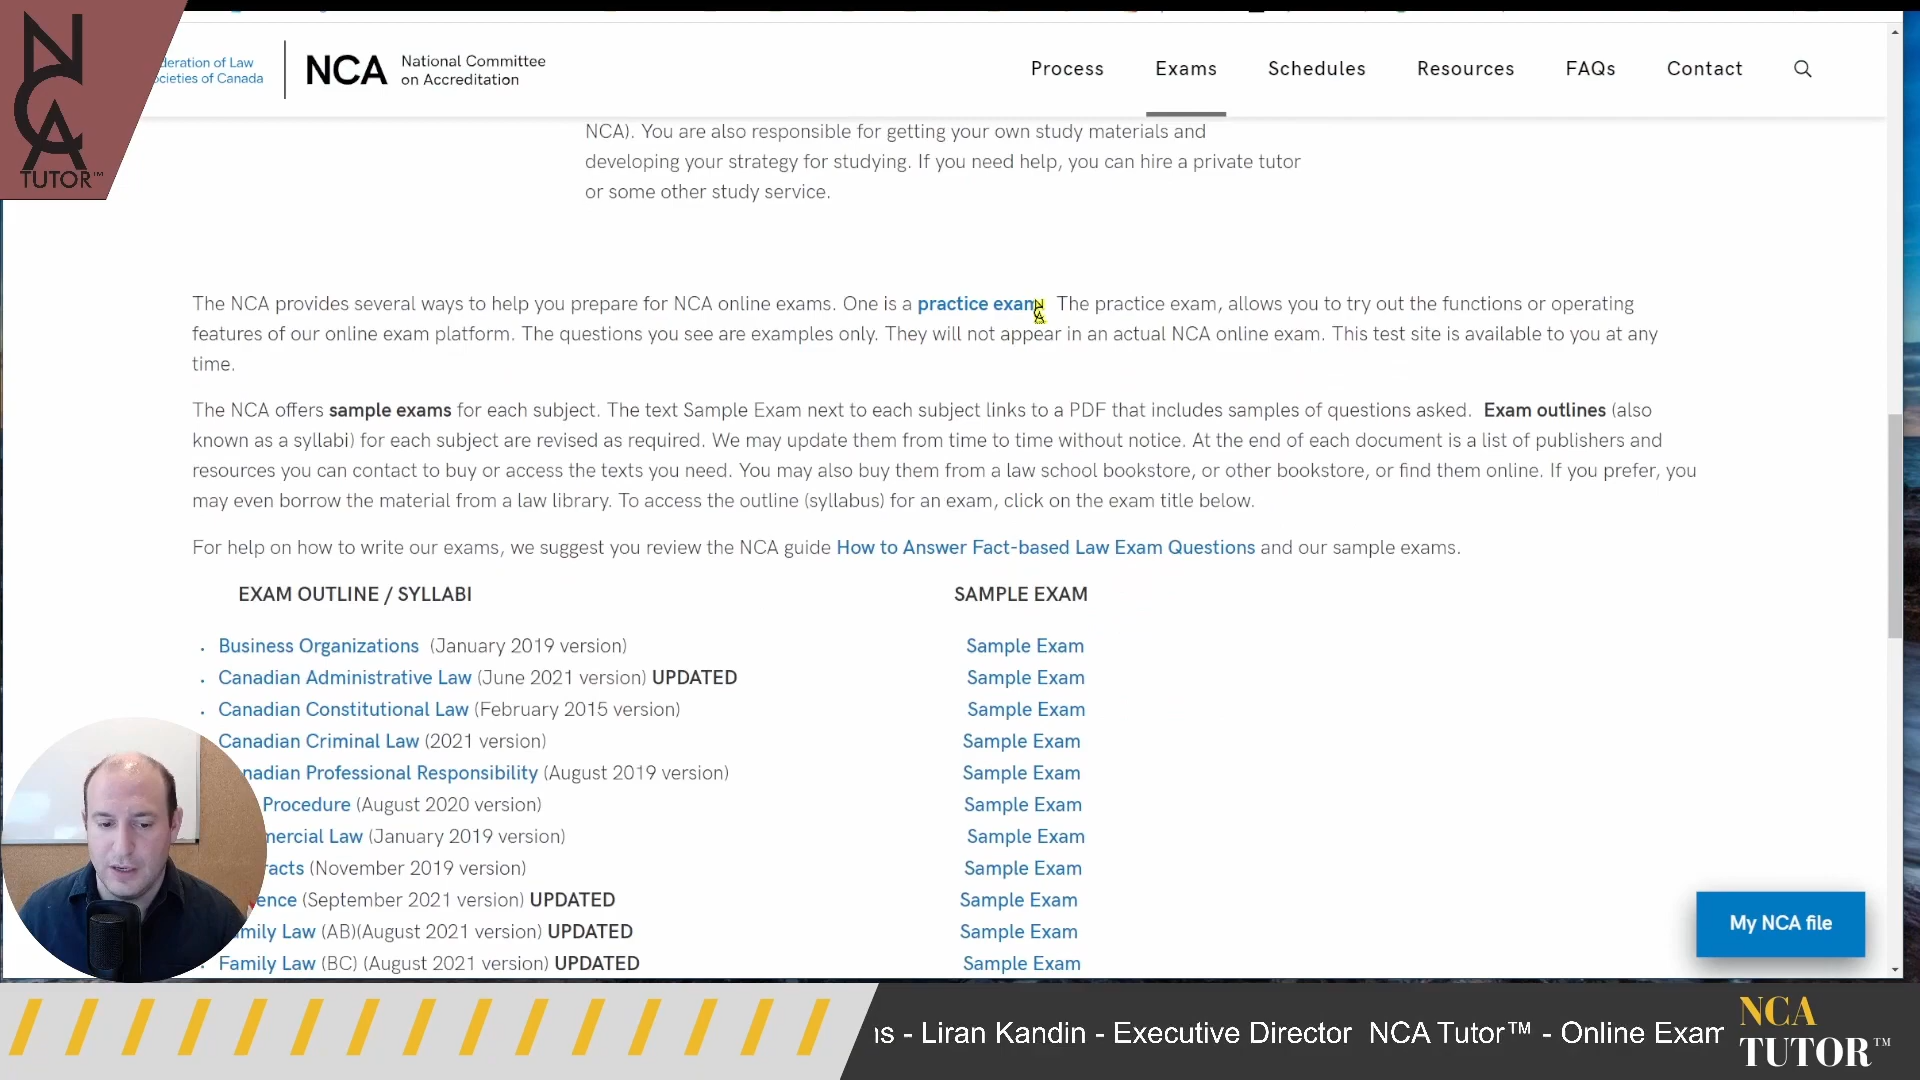 NCA
TUTOR™
deration of Law
ocieties of Canada
NCA
National Committee
on Accreditation
Process
Exams
Schedules
Resources
FAQs
Contact
NCA). You are also responsible for getting your own study materials and
developing your strategy for studying. If you need help, you can hire a private tutor
or some other study service.
The NCA provides several ways to help you prepare for NCA online exams. One is a practice exam The practice exam, allows you to try out the functions or operating
features of our online exam platform. The questions you see are examples only. They will not appear in an actual NCA online exam. This test site is available to you at any
time.
The NCA offers sample exams for each subject. The text Sample Exam next to each subject links to a PDF that includes samples of questions asked. Exam outlines (also
known as a syllabi) for each subject are revised as required. We may update them from time to time without notice. At the end of each document is a list of publishers and
resources you can contact to buy or access the texts you need. You may also buy them from a law school bookstore, or other bookstore, or find them online. If you prefer, you
may even borrow the material from a law library. To access the outline (syllabus) for an exam, click on the exam title below.
For help on how to write our exams, we suggest you review the NCA guide How to Answer Fact-based Law Exam Questions and our sample exams.
EXAM OUTLINE / SYLLABI SAMPLE EXAM
Business Organizations (January 2019 version) Sample Exam
Canadian Administrative Law (June 2021 version) UPDATED Sample Exam
Canadian Constitutional Law (February 2015 version) Sample Exam
Canadian Criminal Law (2021 version) Sample Exam
nadian Professional Responsibility (August 2019 version) Sample Exam
Procedure (August 2020 version) Sample Exam
mercial Law (January 2019 version) Sample Exam
racts (November 2019 version) Sample Exam
ence (September 2021 version) UPDATED Sample Exam
mily Law (AB)(August 2021 version) UPDATED Sample Exam
Family Law (BC) (August 2021 version) UPDATED Sample Exam
My NCA file
ns - Liran Kandin - Executive Director NCA Tutor™ - Online Exam
NCA
TUTOR™